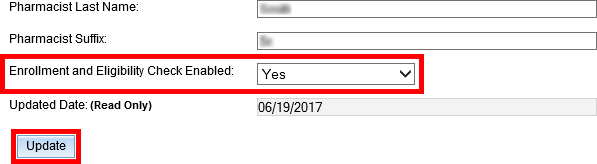 Pharmacist Last Name:
Pharmacist Suffix:
Enrollment and Eligibility Check Enabled: Yes
Updated Date: (Read Only) 06/19/2017
Update